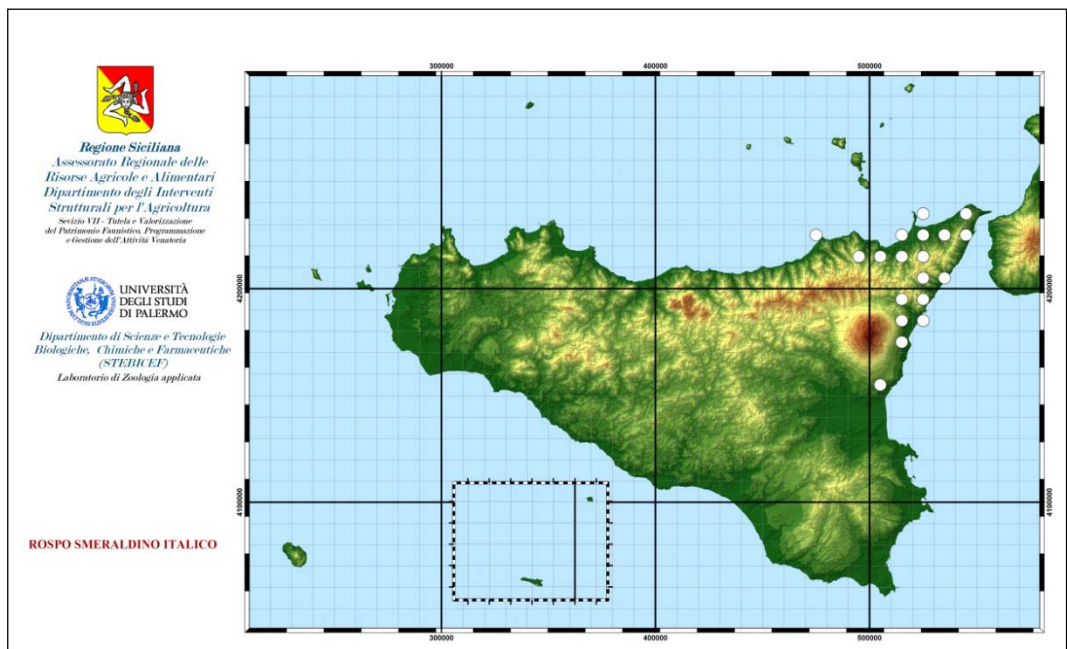 Regione Siciliana
Assessorato Regionale delle
Risorse Agricole e Alimentari
Dipartimento degli Interventi
Strutturali per l'Agricoltura
Sevizio VII - Tutela e Valorizzazione
del Patrimonio Faunistico, Programmazione
e Gestione dell'Attività Venatoria
UNIVERSITÀ
DEGLI STUDI
DI PALERMO
Dipartimento di Scienze e Tecnologie
Biologiche, Chimiche e Farmaceutiche
(STEBICEF)
Laboratorio di Zoologia applicata
ROSPO SMERALDINO ITALICO
300000 400000 500000
4200000 4200000
4100000 4100000
300000 400000 500000